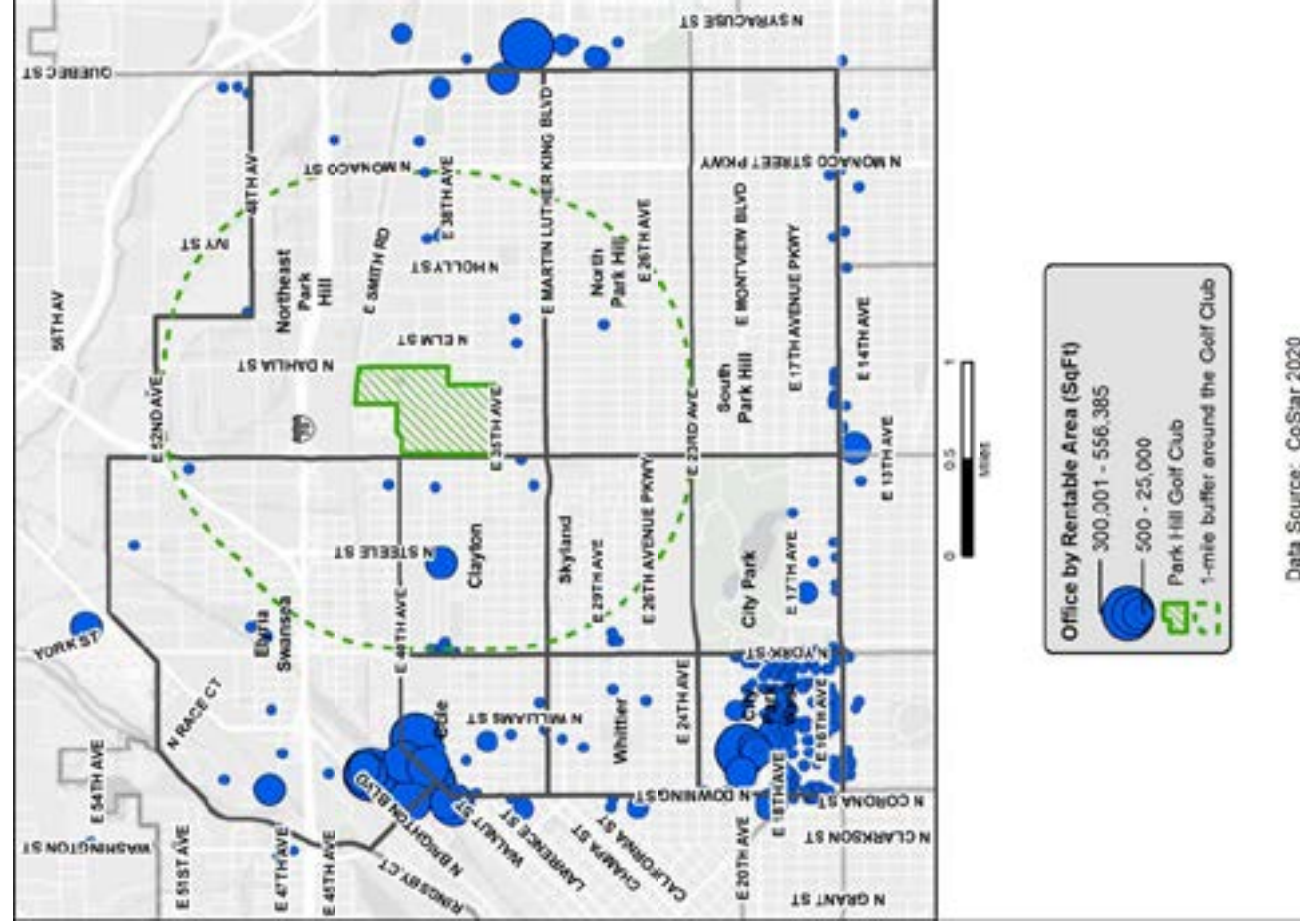 WASHINGTON ST
YORK ST
56TH AV
QUEBEC ST
E 54TH AVE
E 51ST AVE
N RACE CT
E 52ND AVE
IVY ST
48TH AV
E 47TH AVE
Elyria
Swansea
N DAHLIA ST
Northeast
Park
Hill
E 45TH AVE
70
N MONACO ST
RINGSBY CT
N BRIGHTON BLVD
E 40TH AVE
N STEELE ST
E SMITH RD
Cole
WALNUT ST
Clayton
N ELM ST
N HOLLY ST
E 38TH AVE
LAWRENCE ST
N WILLIAMS ST
E 35TH AVE
E MARTIN LUTHER KING BLVD
CHAMPA ST
Skyland
CALIFORNIA ST
Whittier
E 29TH AVE
North
Park Hill
E 26TH AVENUE PKWY
E 26TH AVE
E 24TH AVE
N DOWNING ST
E 23RD AVE
N SYRACUSE ST
E 20TH AVE
City
Park
West
City Park
South
Park Hill
E MONTVIEW BLVD
E 18TH AVE
N YORK ST
E 17TH AVE
E 17TH AVENUE PKWY
N MONACO STREET PKWY
E 16TH AVE
N GRANT ST
N CLARKSON ST
N CORONA ST
E 14TH AVE
E 13TH AVE
0 0.5 1
Miles
Office by Rentable Area (SqFt)
300,001 - 556,385
500 - 25,000
Park Hill Golf Club
1-mile buffer around the Golf Club
Data Source: CoStar 2020